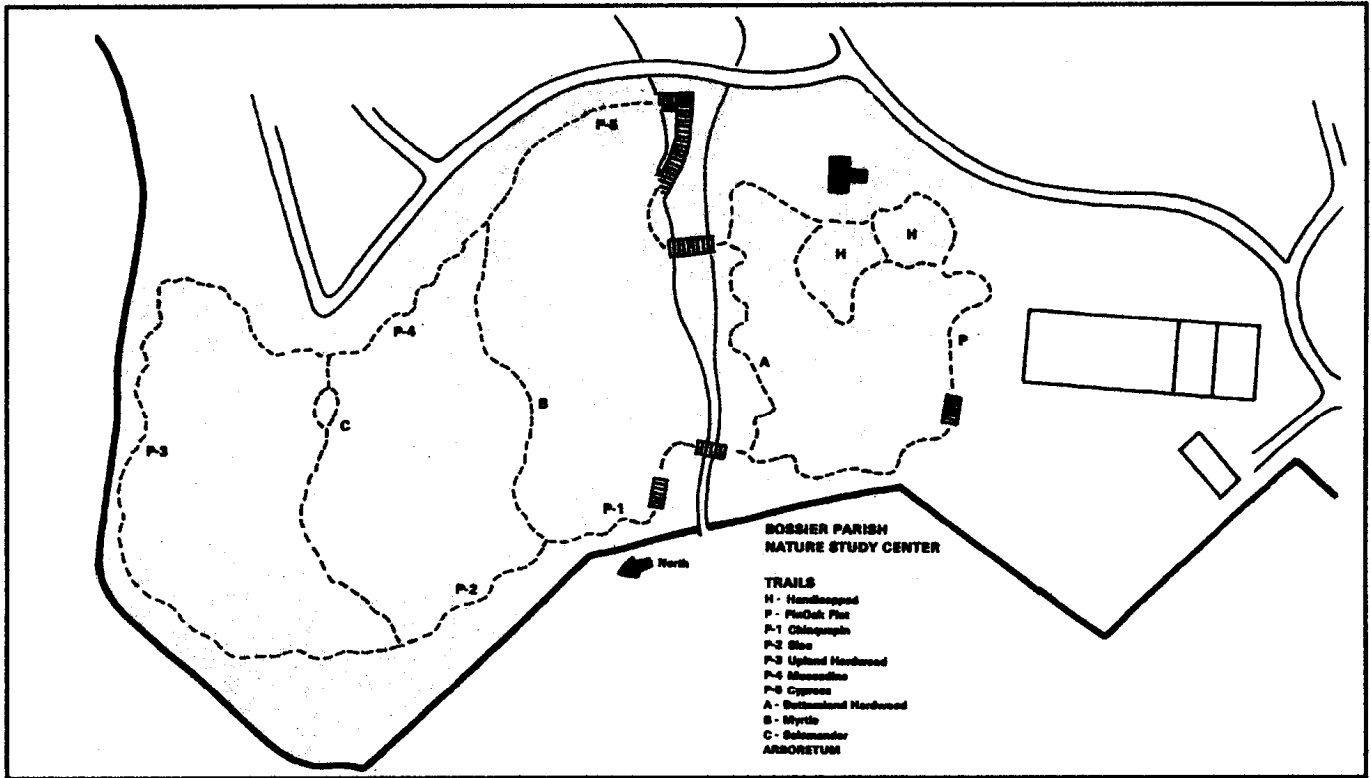 P-5
H
H
P-4
A
P
B
C
P-3
P-1
P-2
North
BOSSIER PARISH
NATURE STUDY CENTER
TRAILS
H - Handicapped
P - PinOak Flat
P-1 Chinquapin
P-2 Sloe
P-3 Upland Hardwood
P-4 Muscadine
P-5 Cypress
A - Bottomland Hardwood
B - Myrtle
C - Salamander
ARBORETUM